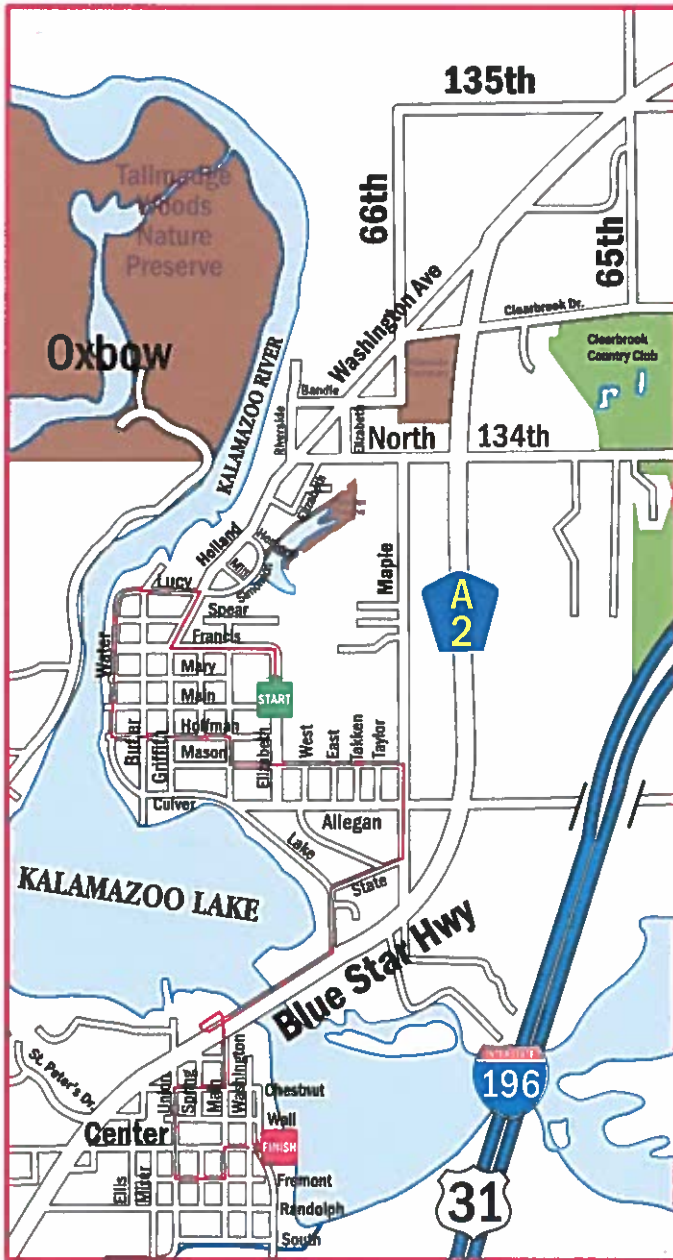 135th
Tallmadge
Woods
Nature
Preserve
66th
65th
Washington Ave
Clearbrook Dr.
Oxbow
Clearbrook
Country Club
KALAMAZOO RIVER
Bandle
Riverside
Elizabeth
North
134th
Elizabeth
Holland
Maple
Lucy
A
2
Spear
Francis
Water
Mary
Main
START
Hoffman
Butler
Griffith
Mason
Elizabeth
West
East
Takken
Taylor
Culver
Allegan
Lake
State
KALAMAZOO LAKE
Blue Star Hwy
St. Peter's Dr.
Union
Spring
Main
Washington
Chestnut
INTERSTATE
196
Center
Wall
FINISH
Ellis
Mixer
Fremont
Randolph
South
31